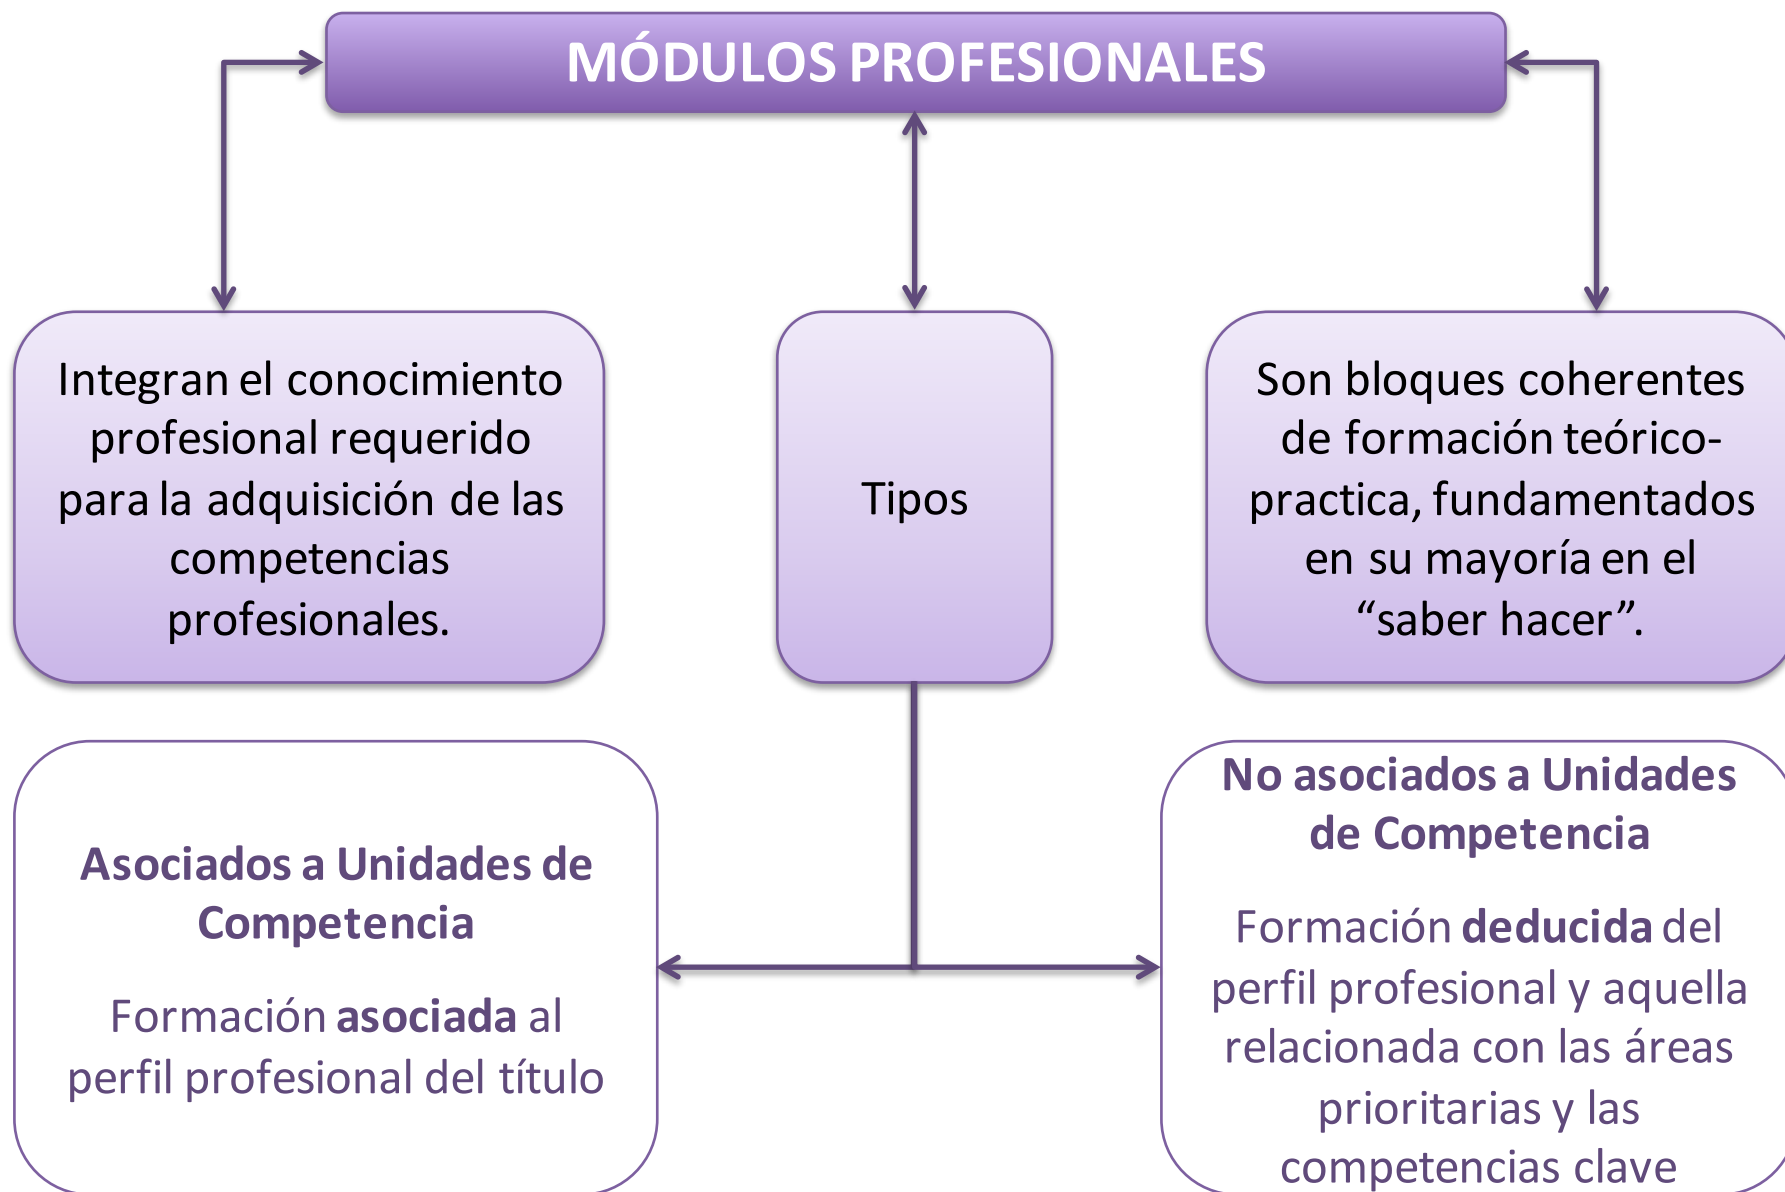 MÓDULOS PROFESIONALES
Integran el conocimiento
profesional requerido
para la adquisición de las
competencias
profesionales.
Tipos
Son bloques coherentes
de formación teórico-
practica, fundamentados
en su mayoría en el
“saber hacer”.
Asociados a Unidades de
Competencia
Formación asociada al
perfil profesional del título
No asociados a Unidades
de Competencia
Formación deducida del
perfil profesional y aquella
relacionada con las áreas
prioritarias y las
competencias clave